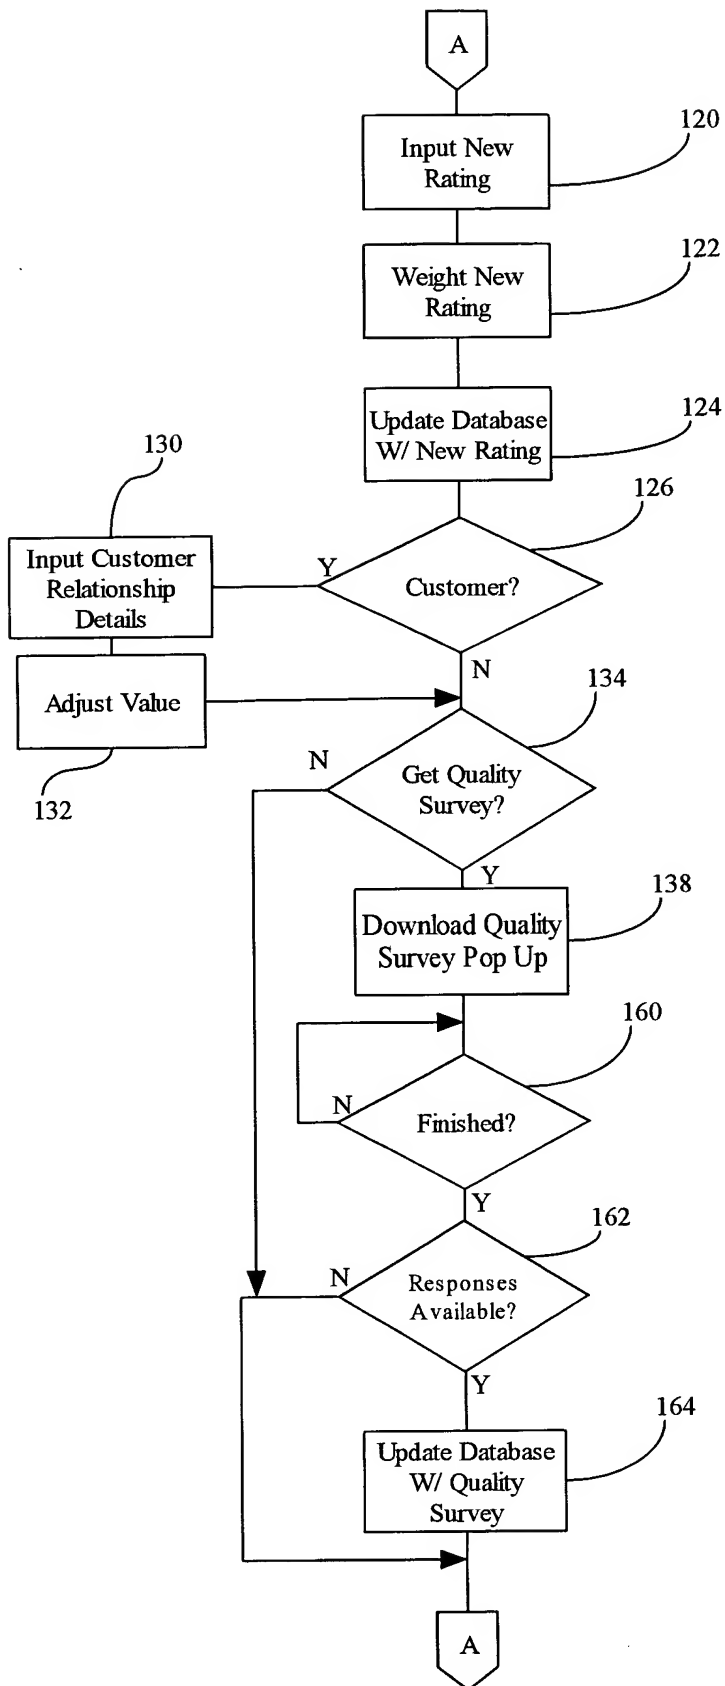 A
Input New
Rating
120
Weight New
Rating
122
Update Database
W/ New Rating
124
130
126
Input Customer
Relationship
Details
Y
Customer?
N
Adjust Value
134
132
N
Get Quality
Survey?
Y
138
Download Quality
Survey Pop Up
160
N
Finished?
Y
162
N
Responses
Available?
Y
164
Update Database
W/ Quality
Survey
A